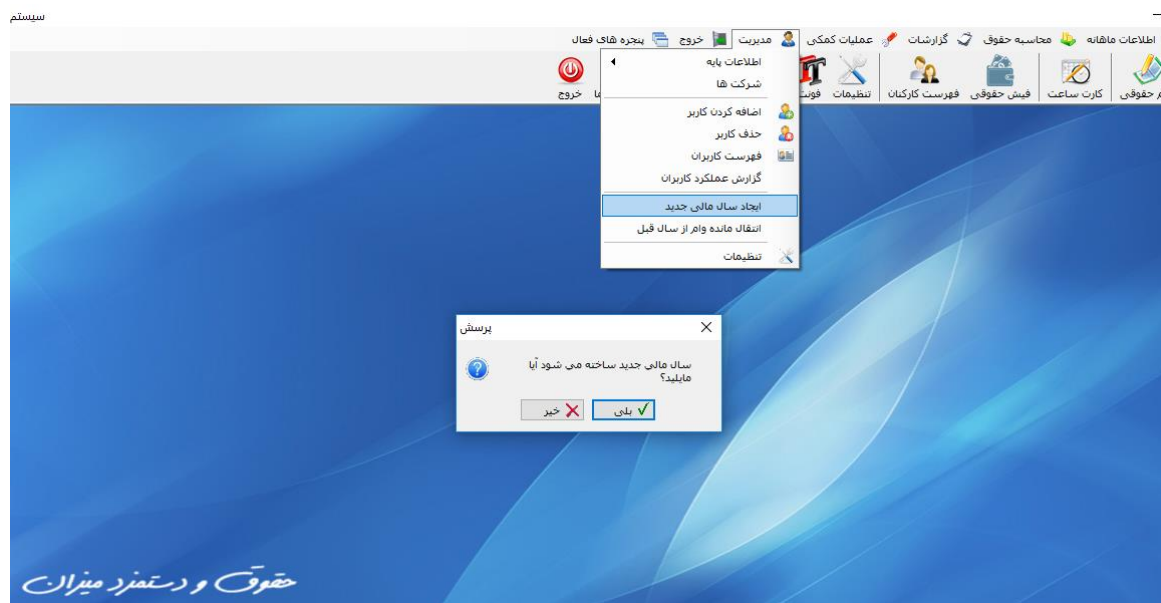 سیستم
اطلاعات ماهانه محاسبه حقوق گزارشات عملیات کمکی مدیریت خروج پنجره های فعال
حقوقی کارت ساعت فیش حقوقی فهرست کارکنان تنظیمات فونت خروج
اطلاعات پایه
شرکت ها
اضافه کردن کاربر
حذف کاربر
فهرست کاربران
گزارش عملکرد کاربران
ایجاد سال مالی جدید
انتقال مانده وام از سال قبل
تنظیمات
پرسش
سال مالی جدید ساخته می شود آیا
مایلید؟
بلی خیر
حقوق و دستمزد میزان